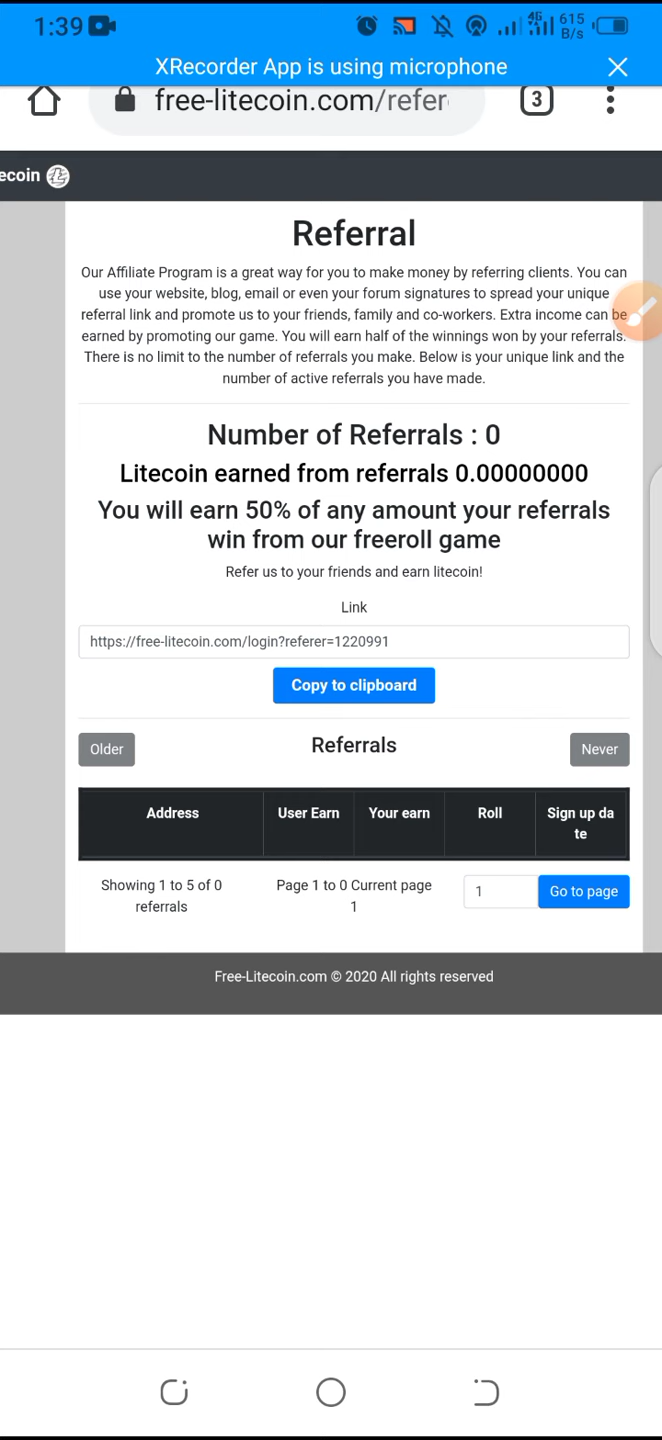 1:39
4G 615 B/s
XRecorder App is using microphone
free-litecoin.com/refer
3
ecoin
Referral
Our Affiliate Program is a great way for you to make money by referring clients. You can
use your website, blog, email or even your forum signatures to spread your unique
referral link and promote us to your friends, family and co-workers. Extra income can be
earned by promoting our game. You will earn half of the winnings won by your referrals.
There is no limit to the number of referrals you make. Below is your unique link and the
number of active referrals you have made.
Number of Referrals : 0
Litecoin earned from referrals 0.00000000
You will earn 50% of any amount your referrals
win from our freeroll game
Refer us to your friends and earn litecoin!
Link
https://free-litecoin.com/login?referer=1220991
Copy to clipboard
Older Referrals Never
Address User Earn Your earn Roll Sign up da
te
Showing 1 to 5 of 0 Page 1 to 0 Current page 1 Go to page
referrals 1
Free-Litecoin.com © 2020 All rights reserved